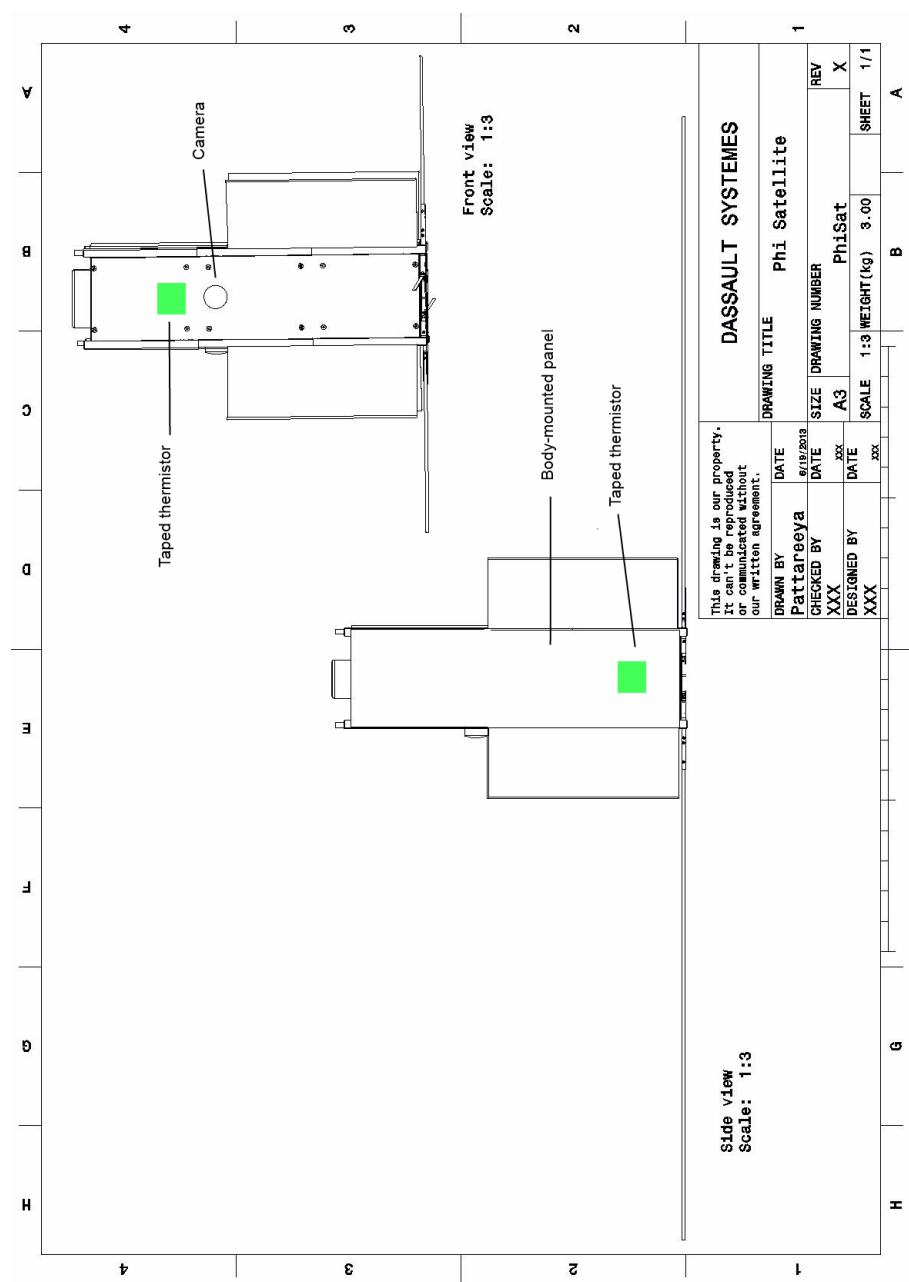 4
3
2
1
A
B
C
D
E
F
G
H
A
B
G
H
4
3
2
1
Camera
Taped thermistor
Front view
Scale: 1:3
Body-mounted panel
Taped thermistor
Side view
Scale: 1:3
This drawing is our property.
It can't be reproduced
or communicated without
our written agreement.
DASSAULT SYSTEMES
DRAWN BY
Pattareeya
DATE
6/19/2013
DRAWING TITLE
Phi Satellite
CHECKED BY
XXX
DATE
XXX
SIZE
A3
DRAWING NUMBER
PhiSat
REV
X
DESIGNED BY
XXX
DATE
XXX
SCALE 1:3
WEIGHT(kg) 3.00
SHEET 1/1